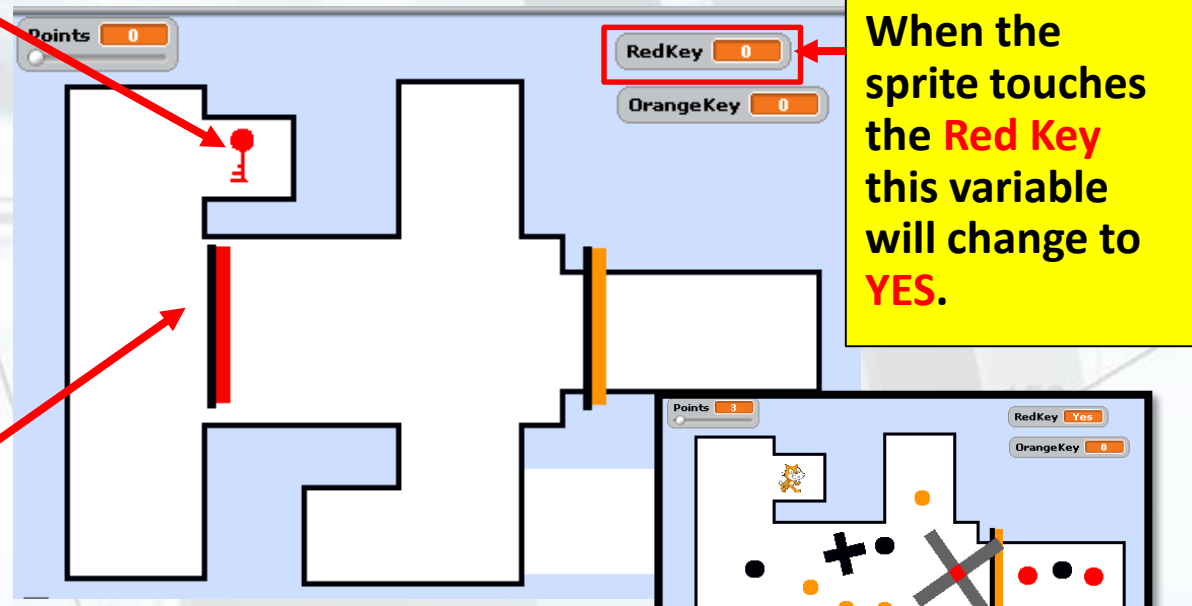 Points 0
RedKey 0
OrangeKey 0
When the
sprite touches
the Red Key
this variable
will change to
YES.
Points 3
RedKey Yes
OrangeKey 0